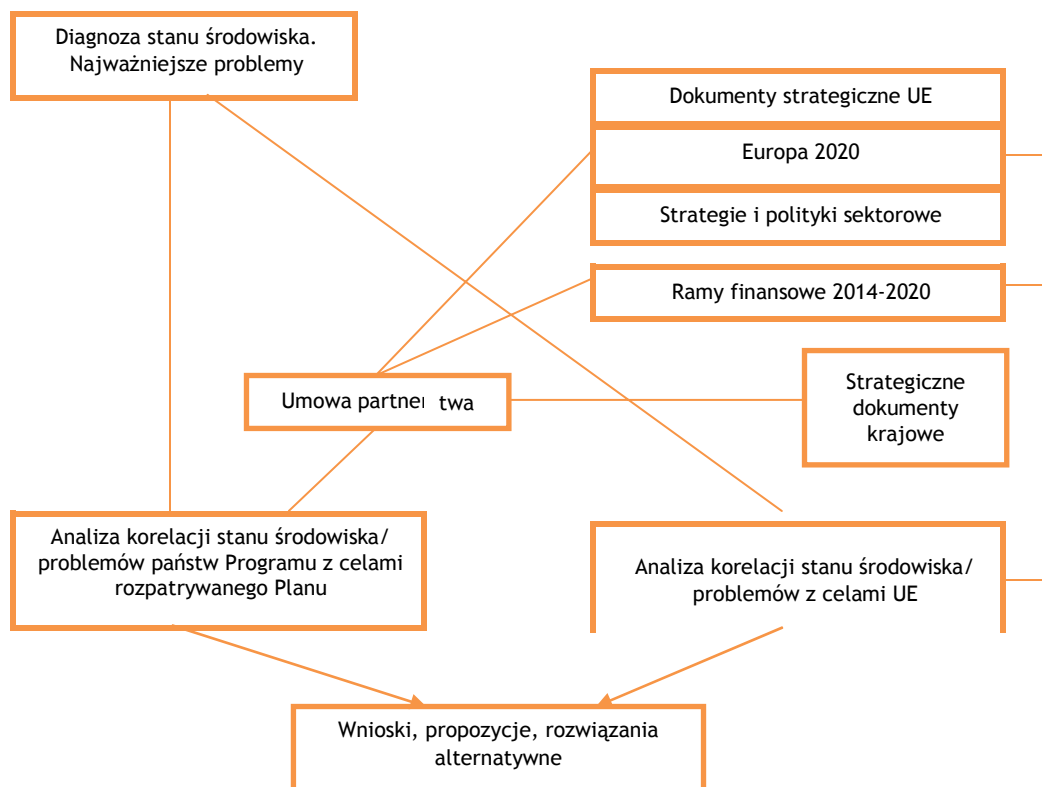 Diagnoza stanu środowiska.
Najważniejsze problemy
Dokumenty strategiczne UE
Europa 2020
Strategie i polityki sektorowe
Ramy finansowe 2014-2020
Umowa partner twa
Strategiczne
dokumenty
krajowe
Analiza korelacji stanu środowiska/
problemów państw Programu z celami
rozpatrywanego Planu
Analiza korelacji stanu środowiska/
problemów z celami UE
Wnioski, propozycje, rozwiązania
alternatywne